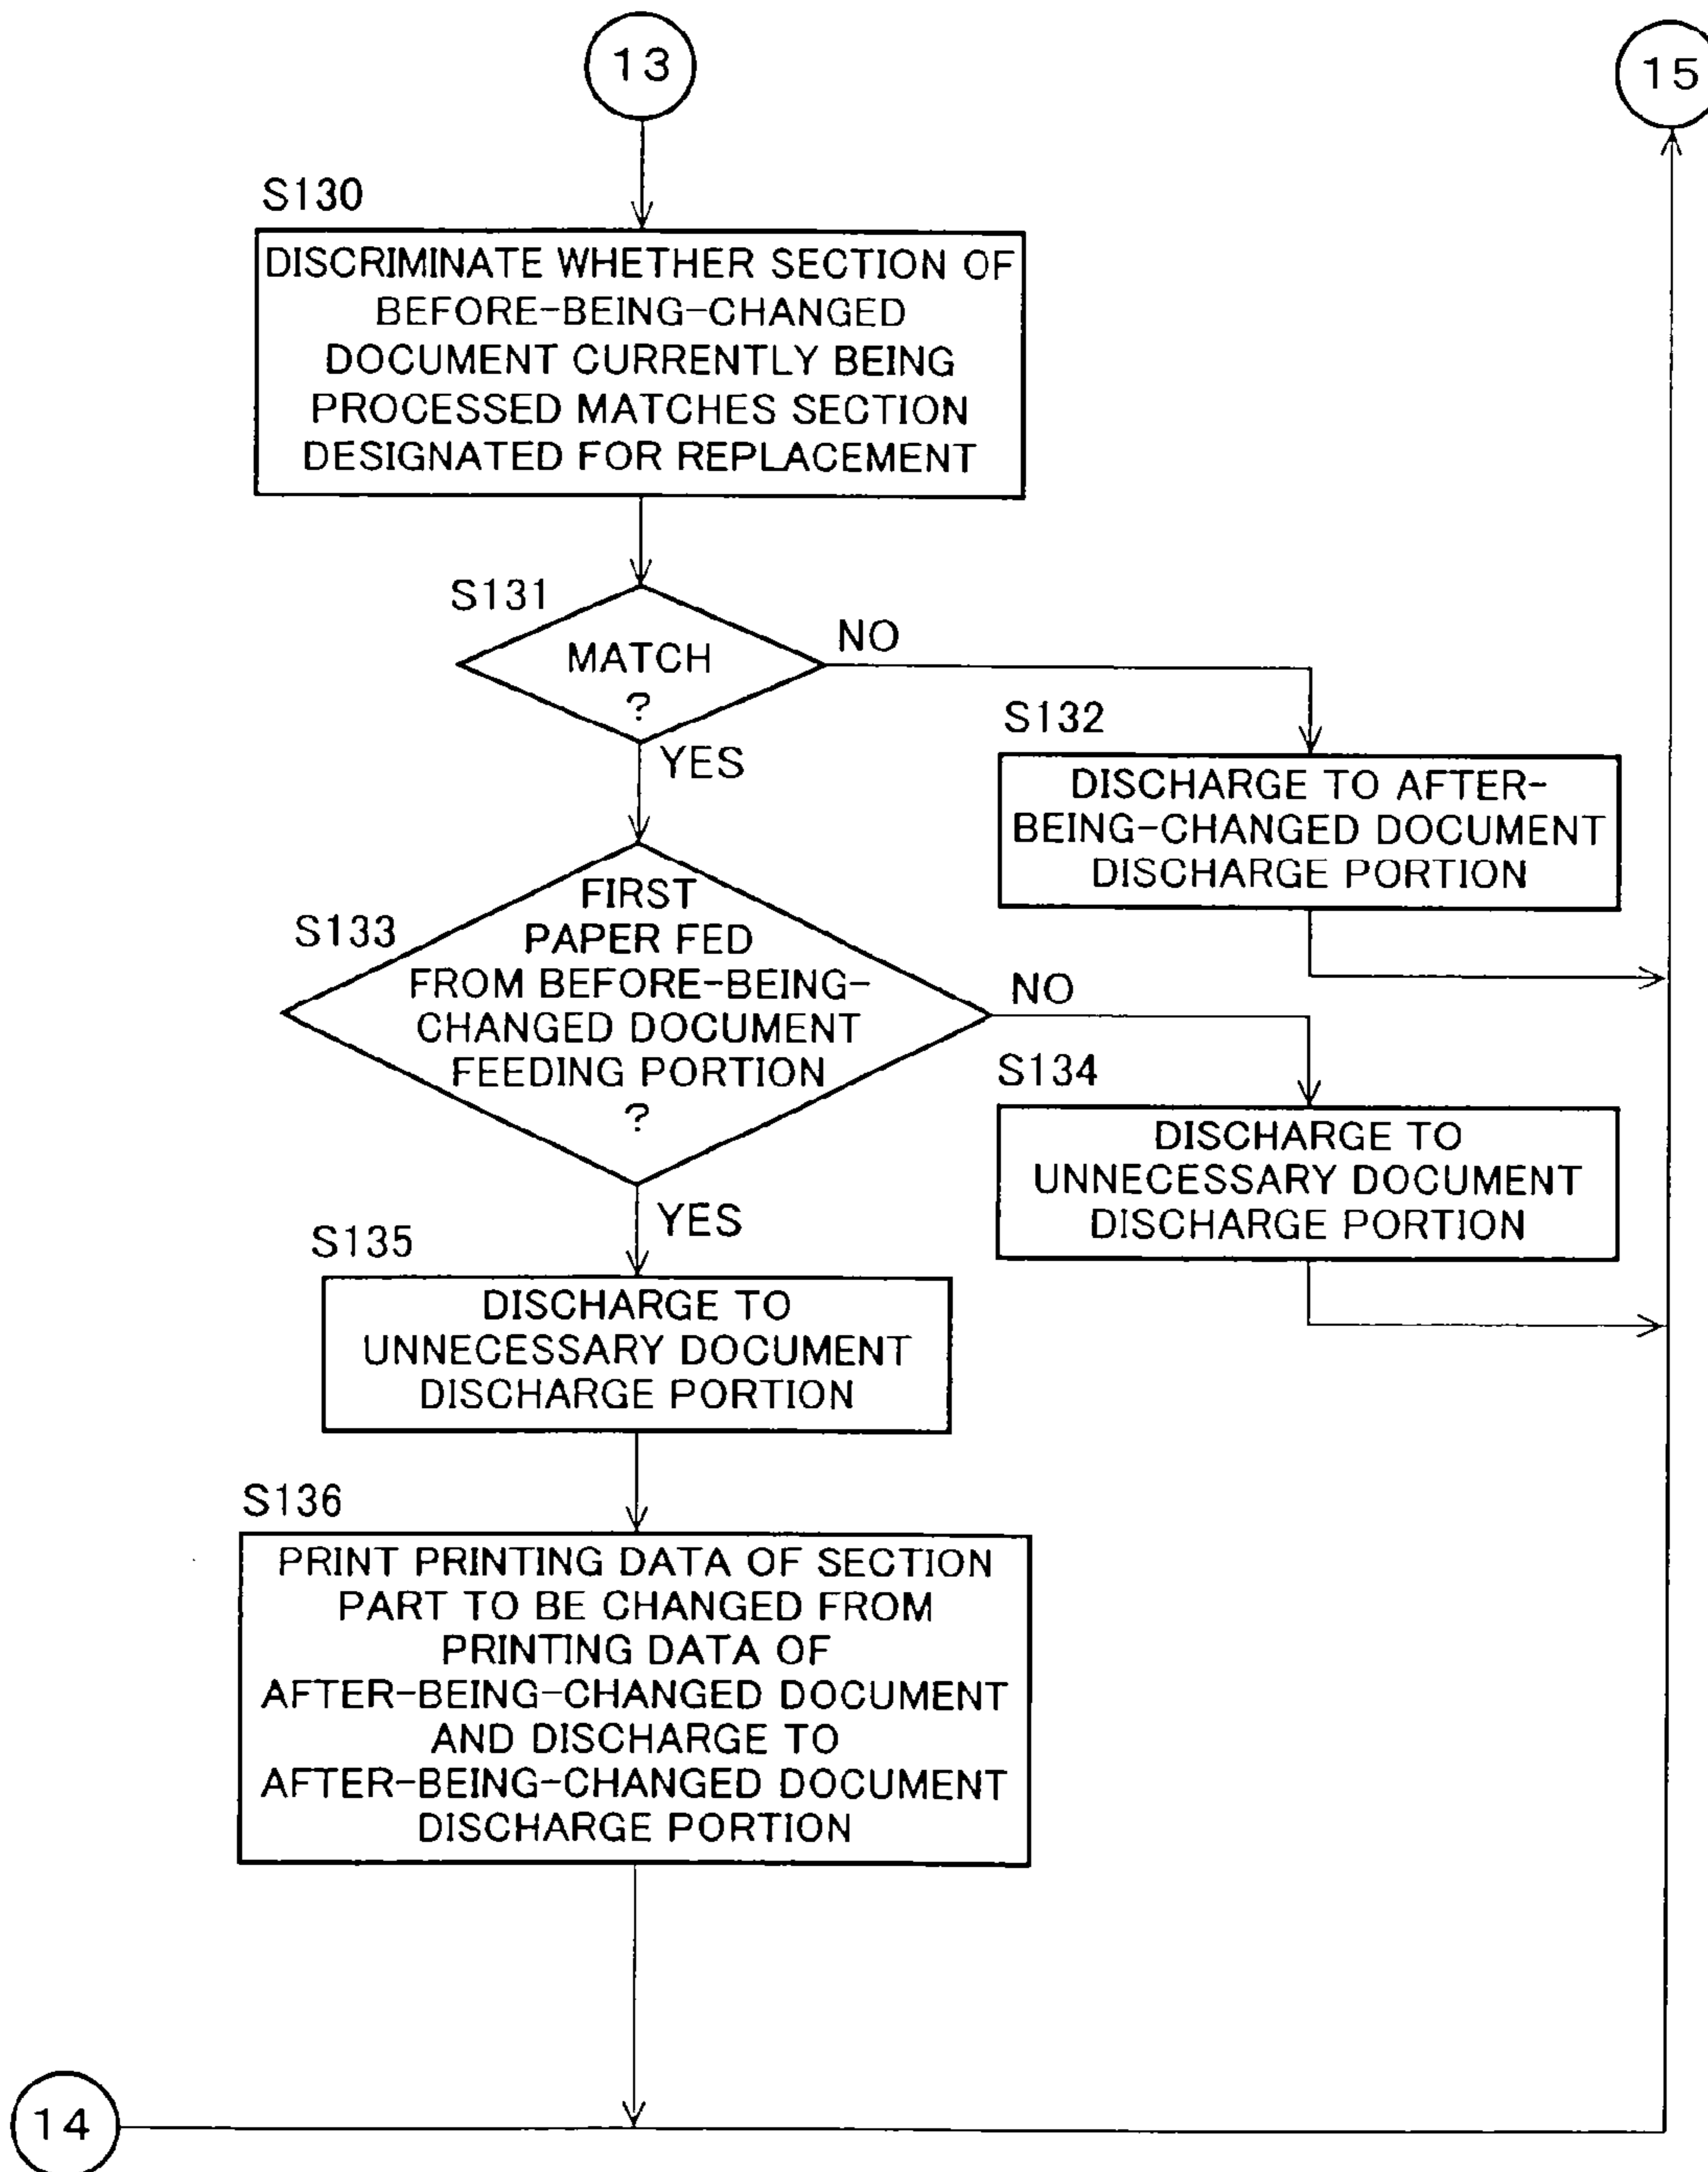 13
15
S130
DISCRIMINATE WHETHER SECTION OF
BEFORE-BEING-CHANGED
DOCUMENT CURRENTLY BEING
PROCESSED MATCHES SECTION
DESIGNATED FOR REPLACEMENT
S131
MATCH
?
NO
YES
S132
DISCHARGE TO AFTER-
BEING-CHANGED DOCUMENT
DISCHARGE PORTION
S133
FIRST
PAPER FED
FROM BEFORE-BEING-
CHANGED DOCUMENT
FEEDING PORTION
?
NO
YES
S134
DISCHARGE TO
UNNECESSARY DOCUMENT
DISCHARGE PORTION
S135
DISCHARGE TO
UNNECESSARY DOCUMENT
DISCHARGE PORTION
S136
PRINT PRINTING DATA OF SECTION
PART TO BE CHANGED FROM
PRINTING DATA OF
AFTER-BEING-CHANGED DOCUMENT
AND DISCHARGE TO
AFTER-BEING-CHANGED DOCUMENT
DISCHARGE PORTION
14